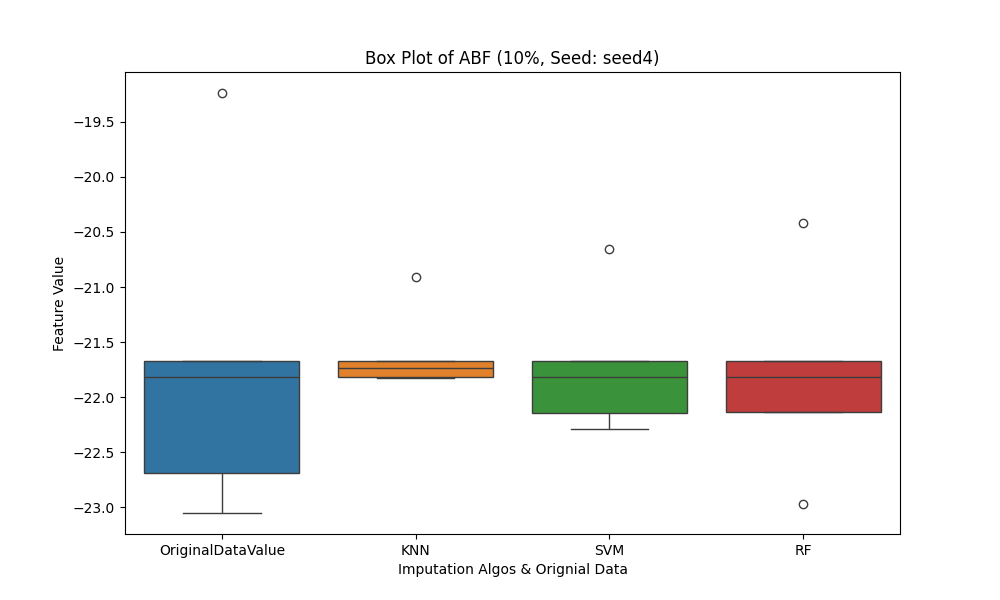 Box Plot of ABF (10%, Seed: seed4)
−19.5
−20.0
−20.5
−21.0
−21.5
−22.0
−22.5
−23.0
Feature Value
OriginalDataValue KNN SVM RF
Imputation Algos & Orignial Data